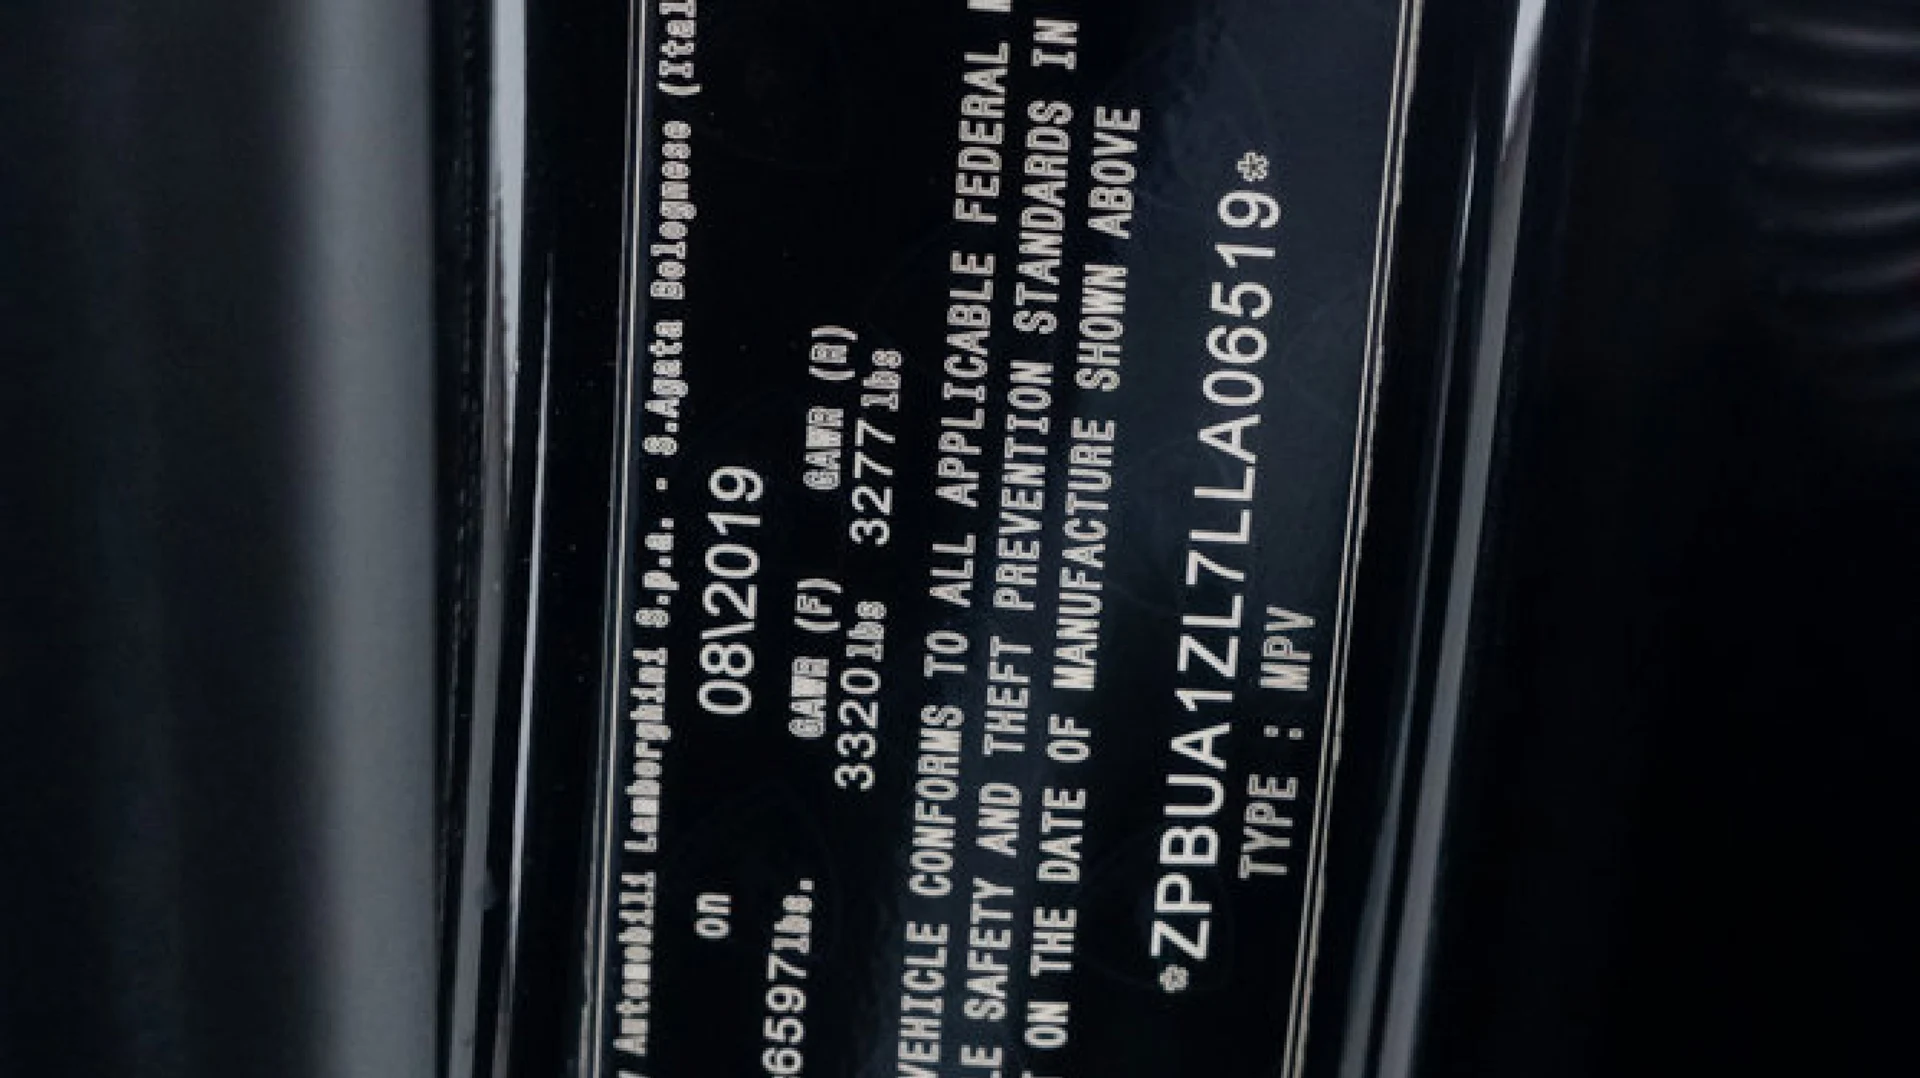 Automobili Lamborghini S.p.a. - S.Agata Bolognese (Ital
on 08\2019
GAWR (F) GAWR (R)
6597lbs. 3320lbs 3277lbs
VEHICLE CONFORMS TO ALL APPLICABLE FEDERAL
LE SAFETY AND THEFT PREVENTION STANDARDS IN
ON THE DATE OF MANUFACTURE SHOWN ABOVE
*ZPBUA1ZL7LLA06519*
TYPE : MPV